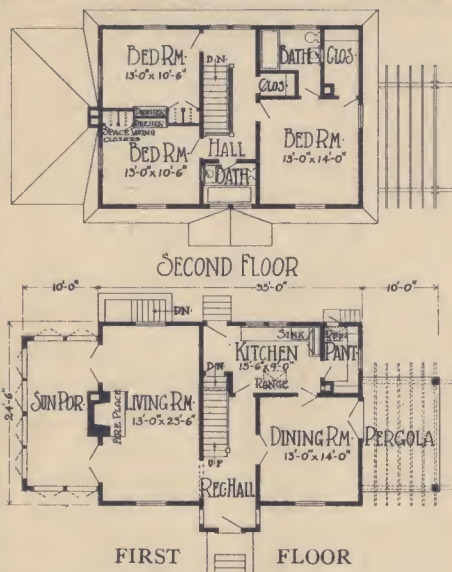 BED RM.
13'-0" x 10'-6"
DN.
BATH
CLOS.
CLOS.
DRESSER
DRESSER
SPACE SAVING
CLOSETS
BED RM
13'-0" x 10'-6"
HALL
BATH
BED RM
13'-0" x 14'-0"
SECOND FLOOR
10'-0"
35'-0"
10'-0"
DN.
24'-6"
SUN POR.
FIRE PLACE
LIVING RM.
13'-0" x 23'-6"
DN.
UP
KITCHEN
15'-6" x 9'-0"
SINK
RANGE
REF.
PANT.
DINING RM.
13'-0" x 14'-0"
PERGOLA
REC. HALL
FIRST FLOOR